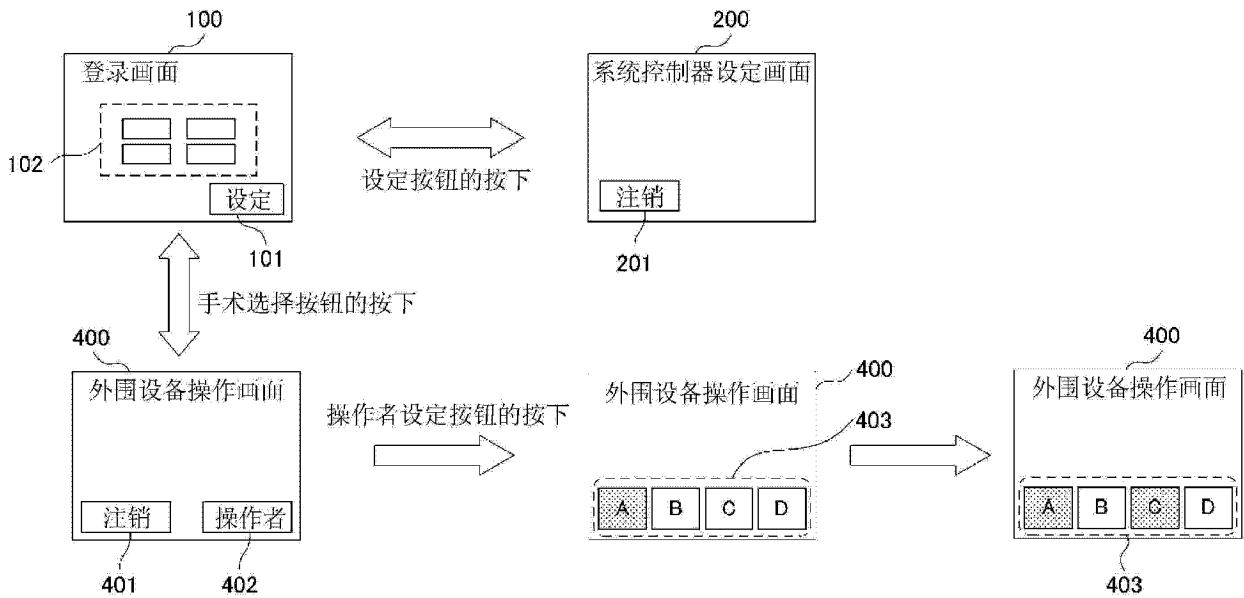 100
登录画面
102
设定
101
设定按钮的按下
200
系统控制器设定画面
注销
201
手术选择按钮的按下
400
外围设备操作画面
注销
操作者
401
402
操作者设定按钮的按下
400
外围设备操作画面
403
A B C D
400
外围设备操作画面
A B C D
403